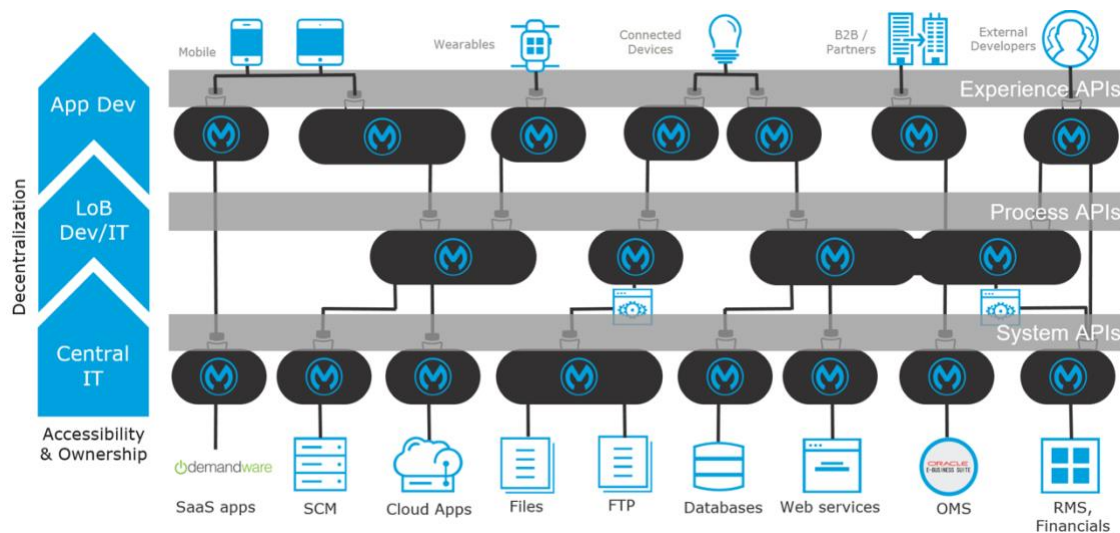 Mobile
Wearables
Connected
Devices
B2B /
Partners
External
Developers
Experience APIs
App Dev
Process APIs
LoB
Dev/IT
Decentralization
System APIs
Central
IT
Accessibility
& Ownership
demandware
ORACLE
E-BUSINESS SUITE
SaaS apps
SCM
Cloud Apps
Files
FTP
Databases
Web services
OMS
RMS,
Financials